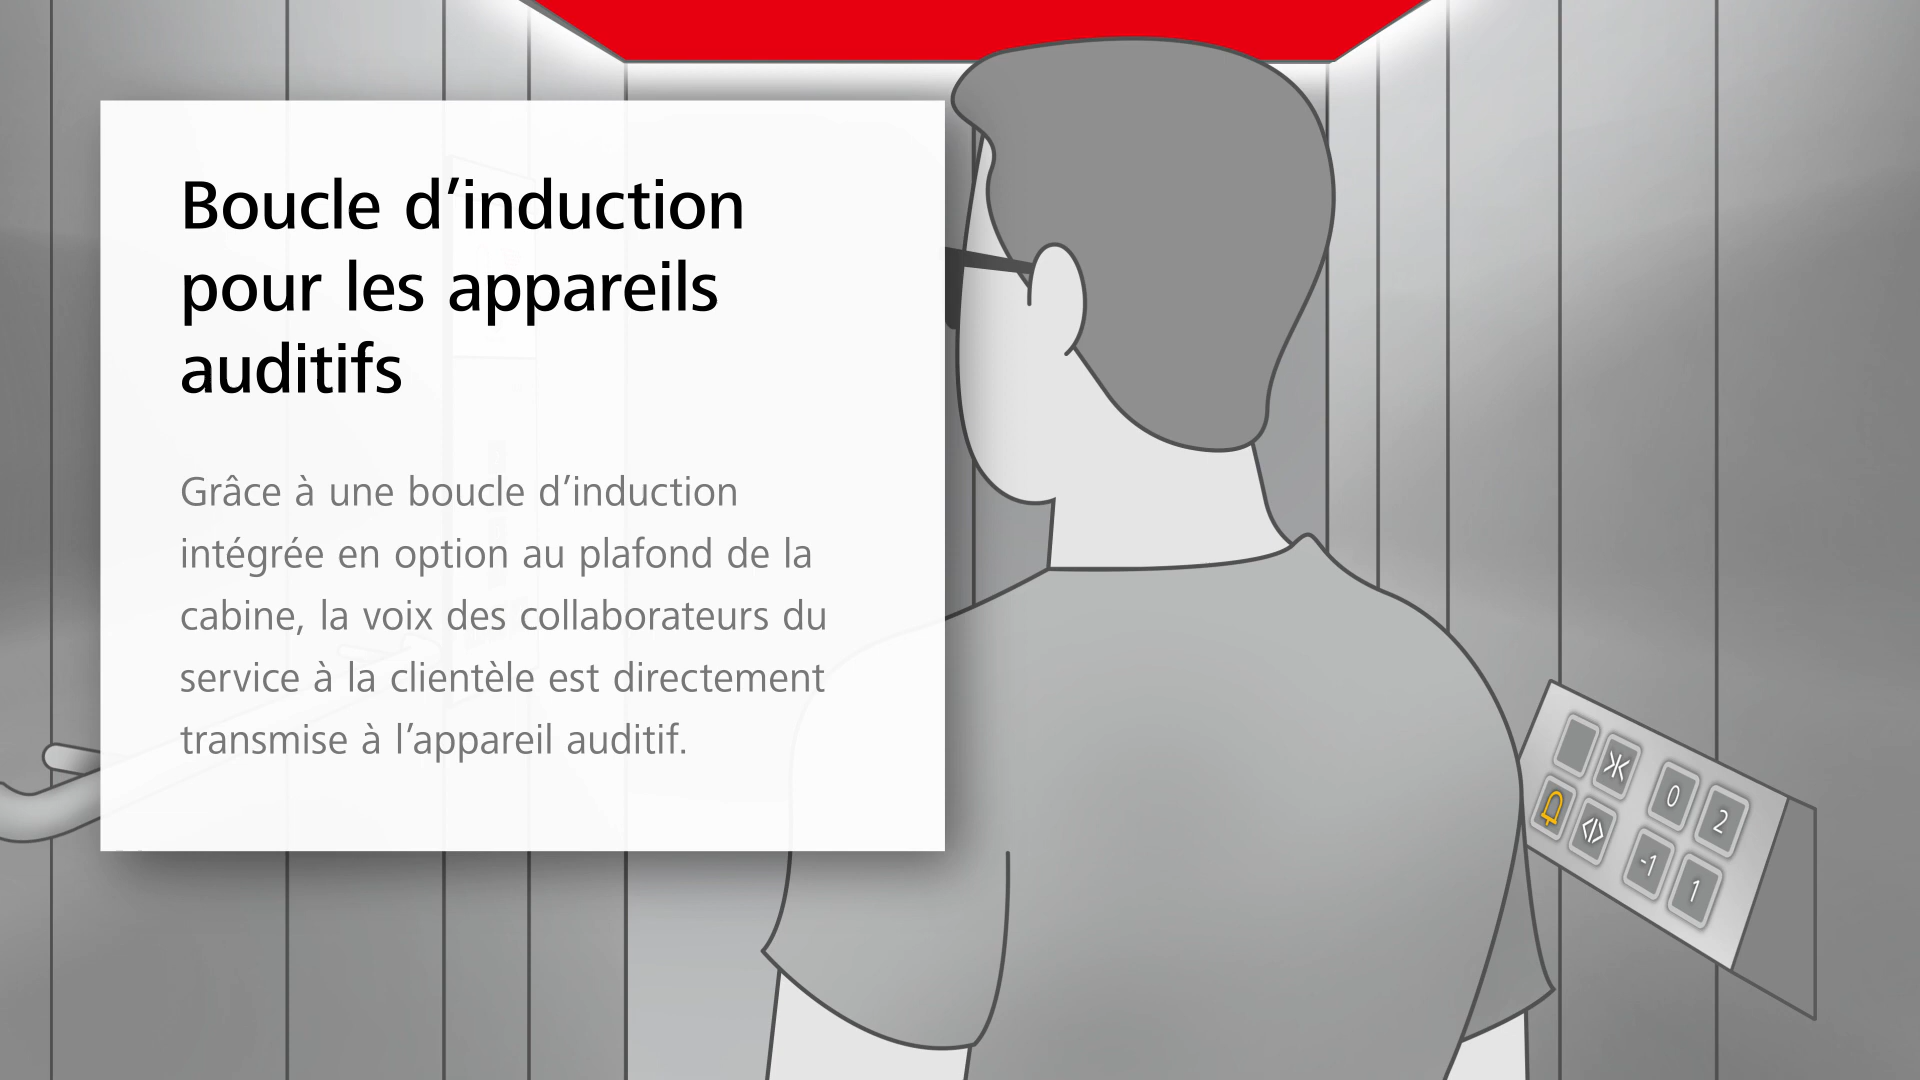 Boucle d’induction
pour les appareils
auditifs
Grâce à une boucle d’induction
intégrée en option au plafond de la
cabine, la voix des collaborateurs du
service à la clientèle est directement
transmise à l’appareil auditif.
0 2
-1 1